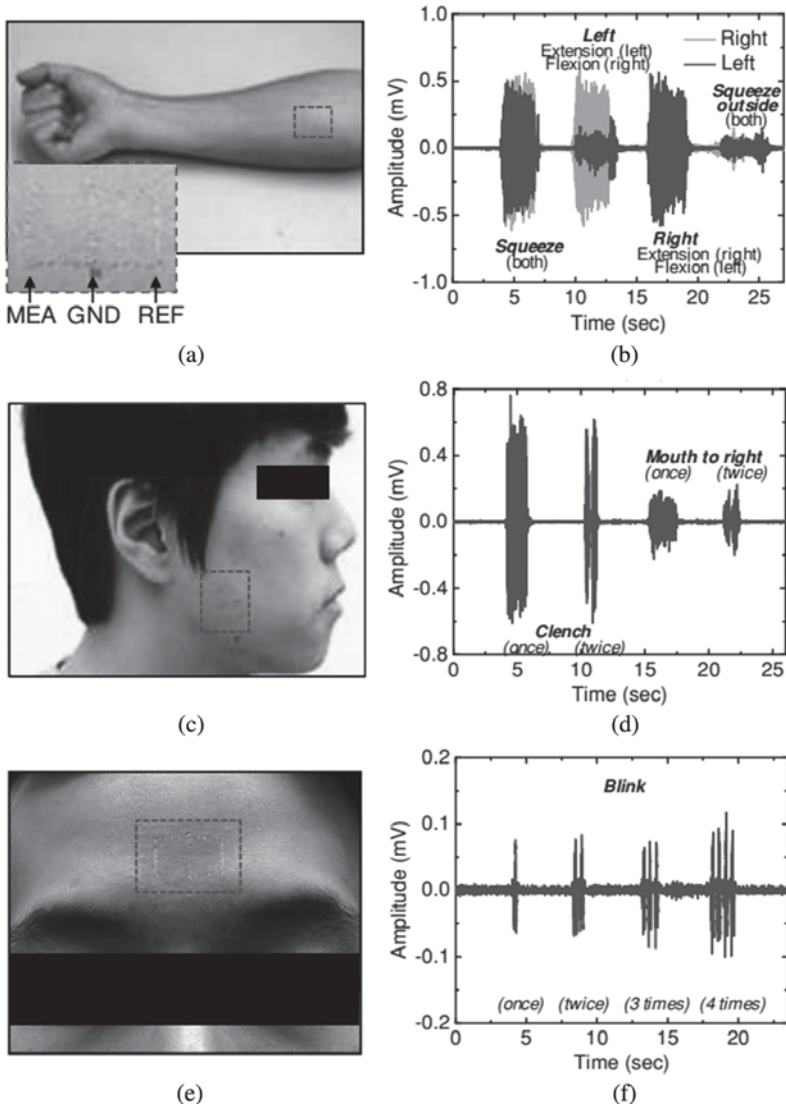 MEA GND REF
(a)
1.0
0.5
0.0
-0.5
-1.0
Amplitude (mV)
Left
Extension (left)
Flexion (right)
Right
Left
Squeeze
outside
(both)
Squeeze
(both)
Right
Extension (right)
Flexion (left)
0 5 10 15 20 25
Time (sec)
(b)
(c)
0.8
0.4
0.0
-0.4
-0.8
Amplitude (mV)
Mouth to right
(once) (twice)
Clench
(once) (twice)
0 5 10 15 20 25
Time (sec)
(d)
(e)
0.2
0.1
0.0
-0.1
-0.2
Amplitude (mV)
Blink
(once) (twice) (3 times) (4 times)
0 5 10 15 20
Time (sec)
(f)